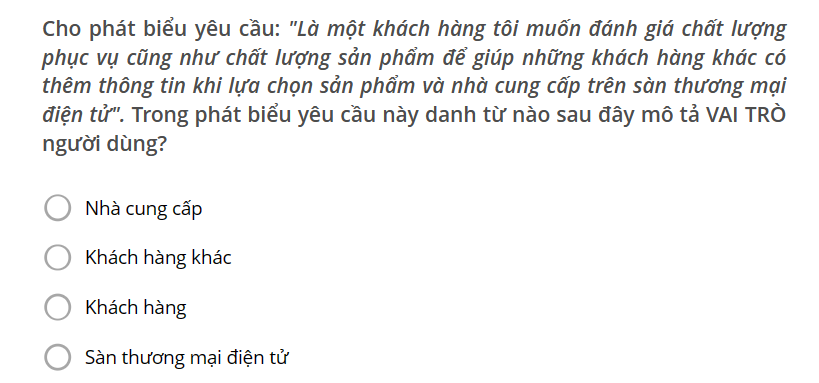 Cho phát biểu yêu cầu: "Là một khách hàng tôi muốn đánh giá chất lượng
phục vụ cũng như chất lượng sản phẩm để giúp những khách hàng khác có
thêm thông tin khi lựa chọn sản phẩm và nhà cung cấp trên sàn thương mại
điện tử". Trong phát biểu yêu cầu này danh từ nào sau đây mô tả VAI TRÒ
người dùng?
Nhà cung cấp
Khách hàng khác
Khách hàng
Sàn thương mại điện tử